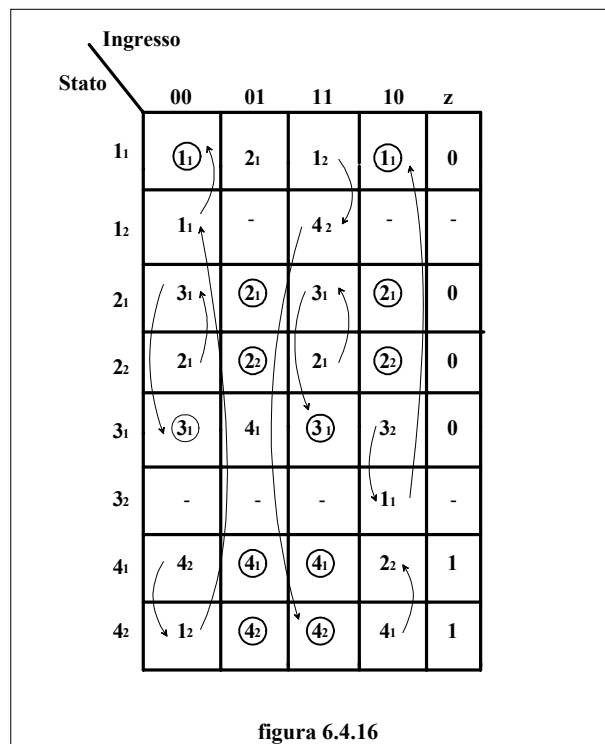 Ingresso
Stato
00 01 11 10 z
1₁ 1₁ 2₁ 1₂ 1₁ 0
1₂ 1₁ - 4₂ - -
2₁ 3₁ 2₁ 3₁ 2₁ 0
2₂ 2₁ 2₂ 2₁ 2₂ 0
3₁ 3₁ 4₁ 3₁ 3₂ 0
3₂ - - - 1₁ -
4₁ 4₂ 4₁ 4₁ 2₂ 1
4₂ 1₂ 4₂ 4₂ 4₁ 1
figura 6.4.16